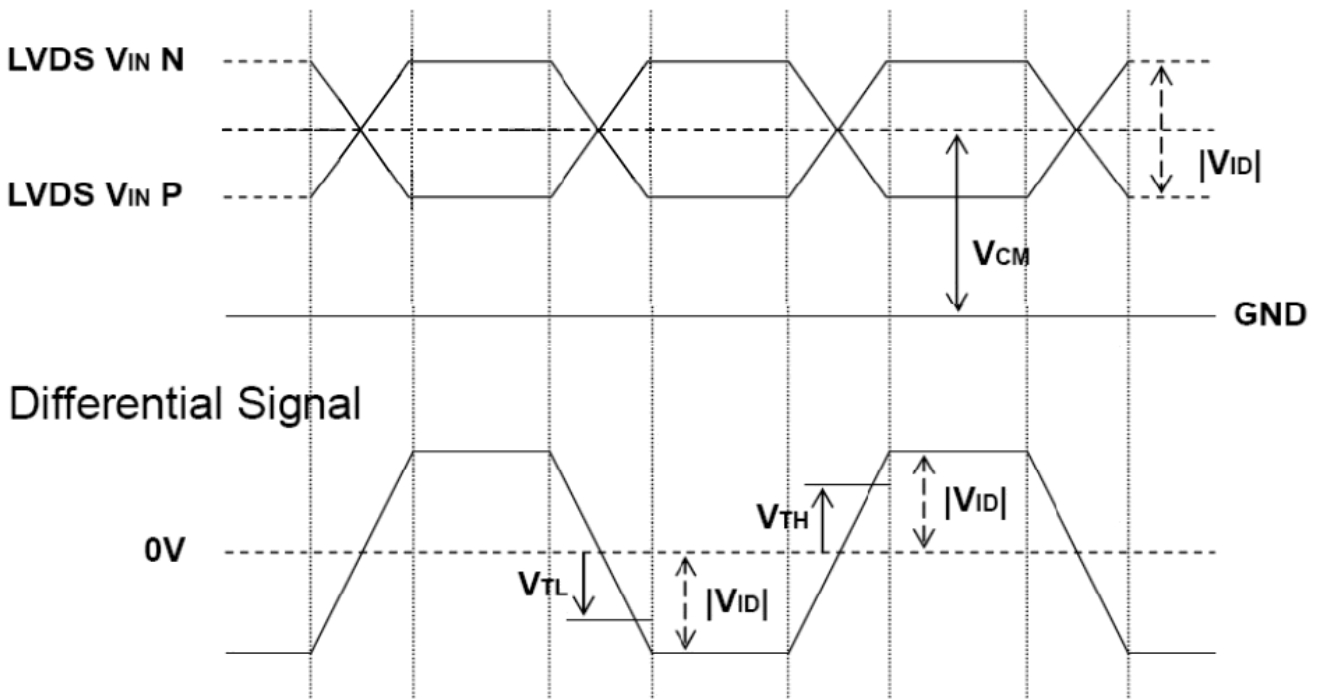 LVDS VIN N
|VID|
LVDS VIN P
VCM
GND
Differential Signal
VTH
|VID|
0V
VTL
|VID|